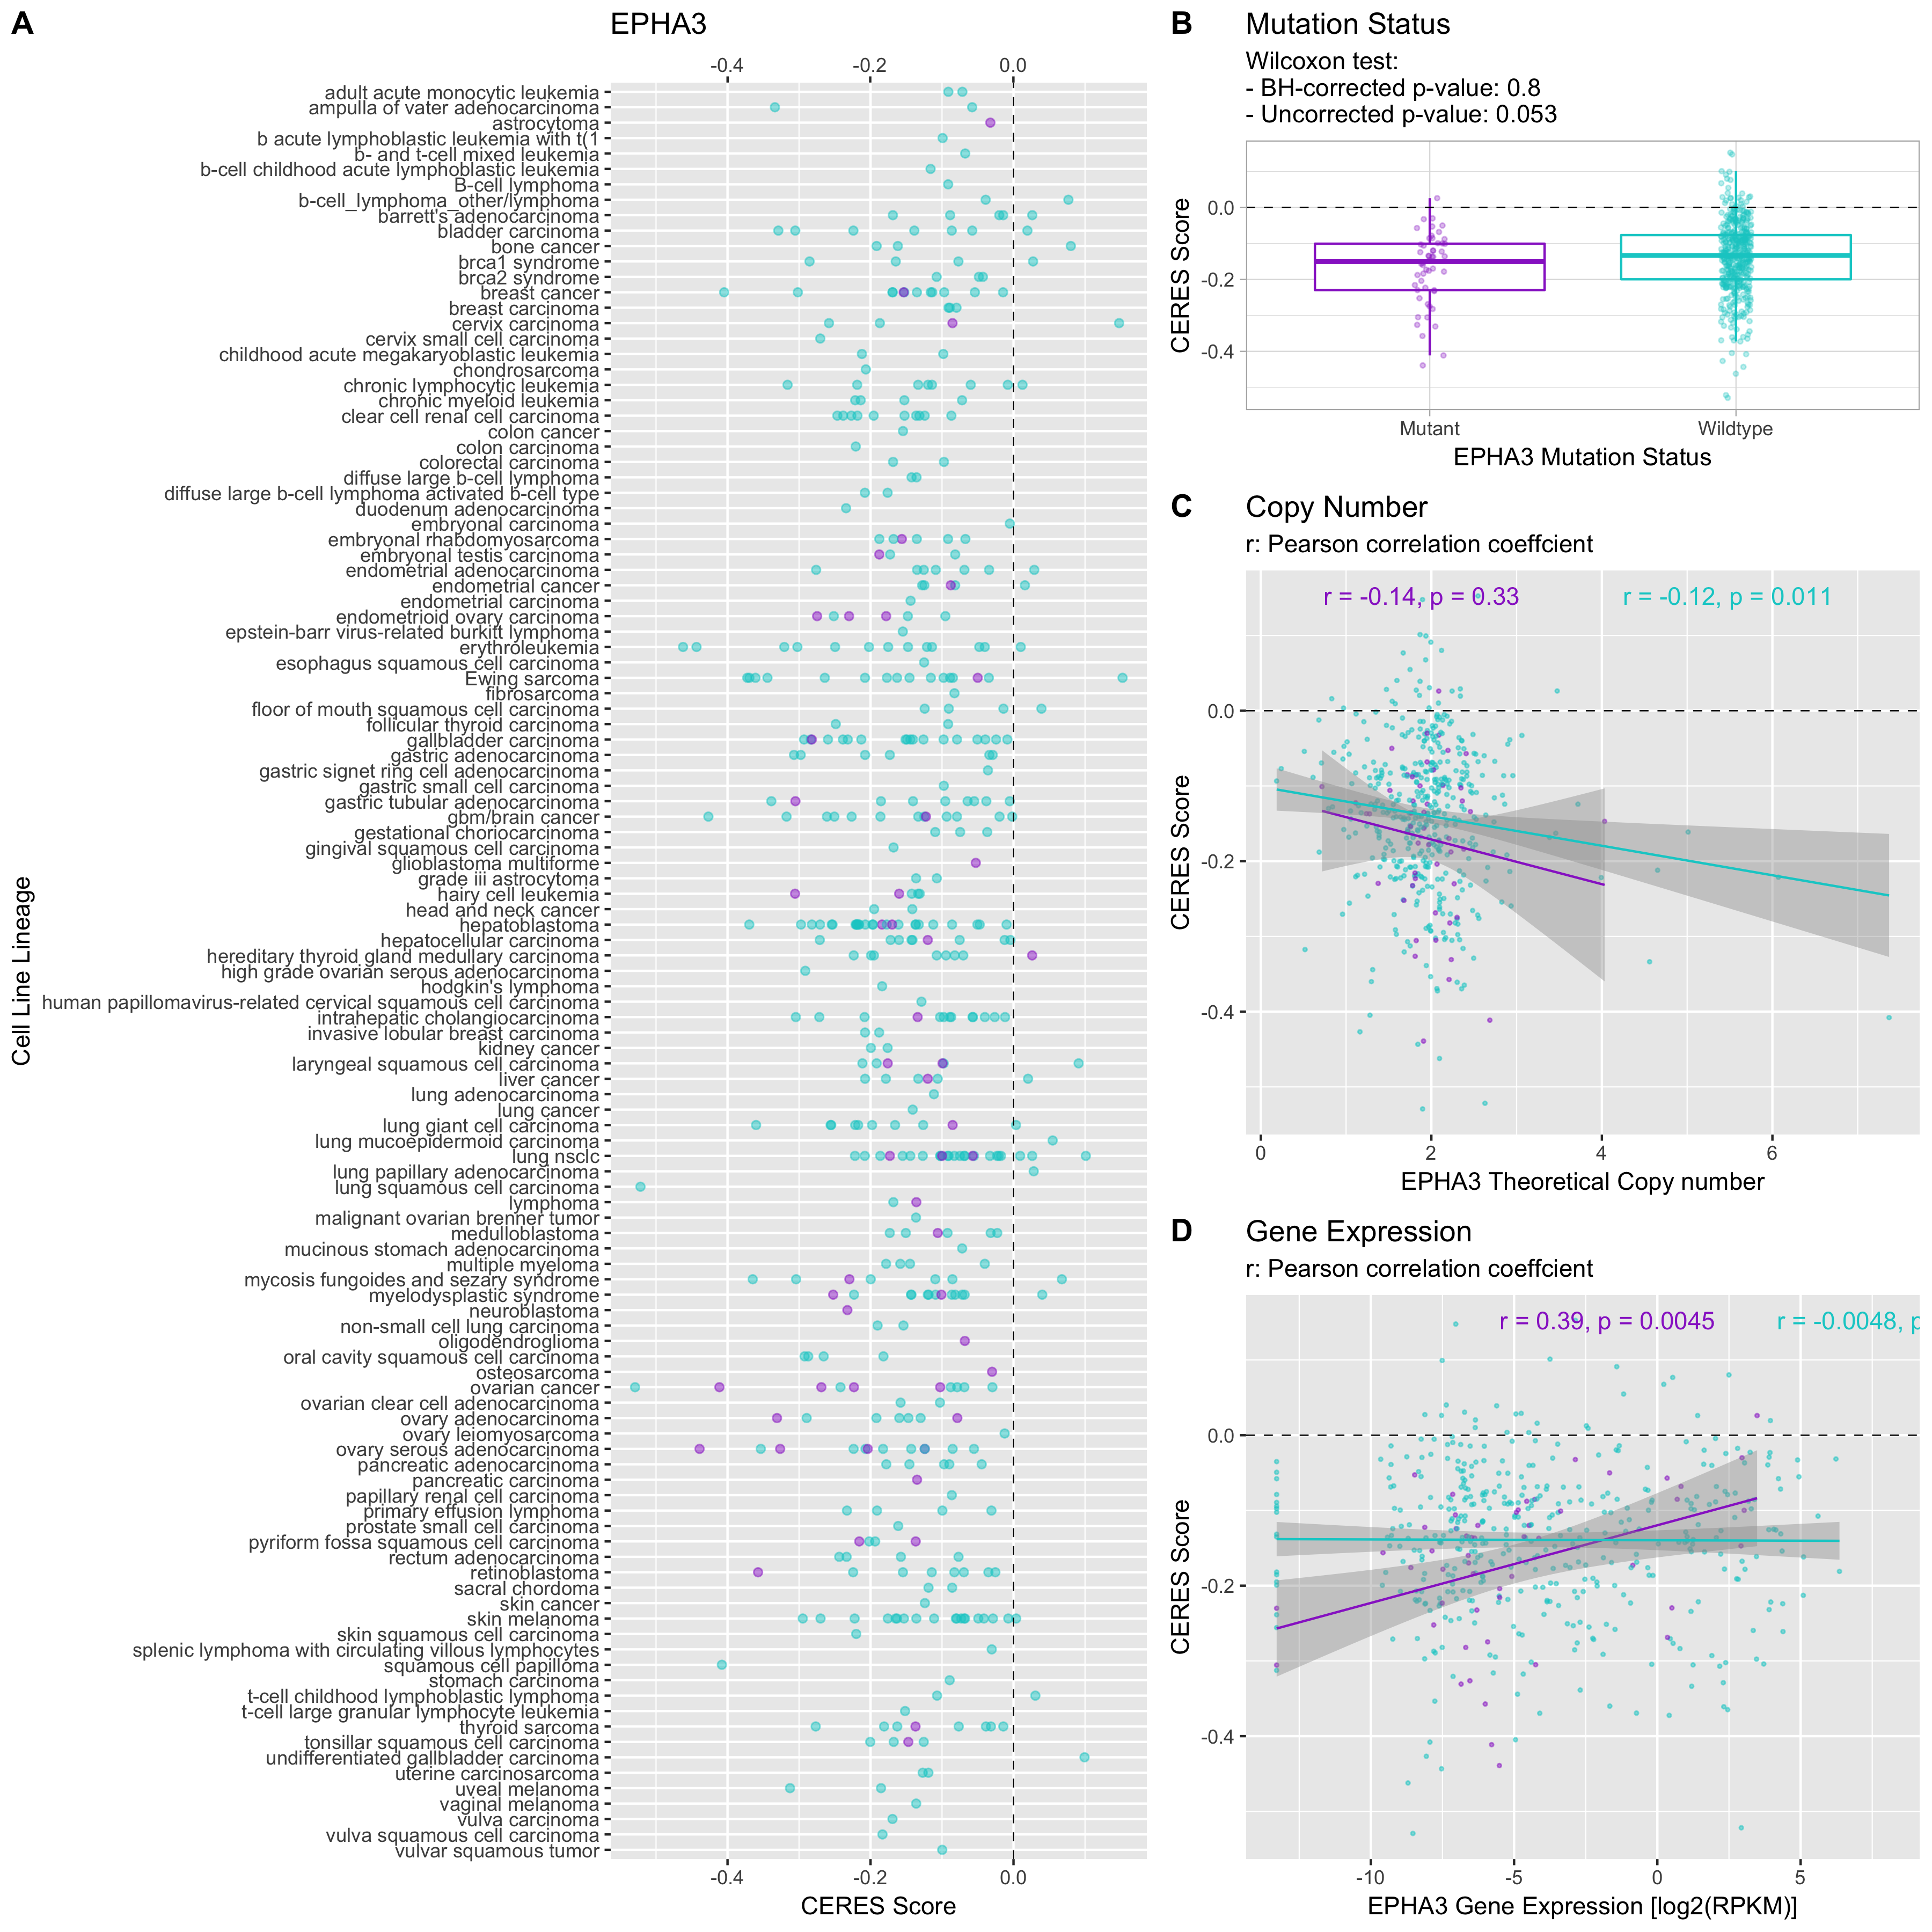 A
EPHA3
-0.4 -0.2 0.0
adult acute monocytic leukemia
ampulla of vater adenocarcinoma
astrocytoma
b acute lymphoblastic leukemia with t(1
b- and t-cell mixed leukemia
b-cell childhood acute lymphoblastic leukemia
B-cell lymphoma
b-cell_lymphoma_other/lymphoma
barrett's adenocarcinoma
bladder carcinoma
bone cancer
brca1 syndrome
brca2 syndrome
breast cancer
breast carcinoma
cervix carcinoma
cervix small cell carcinoma
childhood acute megakaryoblastic leukemia
chondrosarcoma
chronic lymphocytic leukemia
chronic myeloid leukemia
clear cell renal cell carcinoma
colon cancer
colon carcinoma
colorectal carcinoma
diffuse large b-cell lymphoma
diffuse large b-cell lymphoma activated b-cell type
duodenum adenocarcinoma
embryonal carcinoma
embryonal rhabdomyosarcoma
embryonal testis carcinoma
endometrial adenocarcinoma
endometrial cancer
endometrial carcinoma
endometrioid ovary carcinoma
epstein-barr virus-related burkitt lymphoma
erythroleukemia
esophagus squamous cell carcinoma
Ewing sarcoma
fibrosarcoma
floor of mouth squamous cell carcinoma
follicular thyroid carcinoma
gallbladder carcinoma
gastric adenocarcinoma
gastric signet ring cell adenocarcinoma
gastric small cell carcinoma
gastric tubular adenocarcinoma
gbm/brain cancer
gestational choriocarcinoma
gingival squamous cell carcinoma
glioblastoma multiforme
grade iii astrocytoma
hairy cell leukemia
head and neck cancer
hepatoblastoma
hepatocellular carcinoma
hereditary thyroid gland medullary carcinoma
high grade ovarian serous adenocarcinoma
hodgkin's lymphoma
human papillomavirus-related cervical squamous cell carcinoma
intrahepatic cholangiocarcinoma
invasive lobular breast carcinoma
kidney cancer
laryngeal squamous cell carcinoma
liver cancer
lung adenocarcinoma
lung cancer
lung giant cell carcinoma
lung mucoepidermoid carcinoma
lung nsclc
lung papillary adenocarcinoma
lung squamous cell carcinoma
lymphoma
malignant ovarian brenner tumor
medulloblastoma
mucinous stomach adenocarcinoma
multiple myeloma
mycosis fungoides and sezary syndrome
myelodysplastic syndrome
neuroblastoma
non-small cell lung carcinoma
oligodendroglioma
oral cavity squamous cell carcinoma
osteosarcoma
ovarian cancer
ovarian clear cell adenocarcinoma
ovary adenocarcinoma
ovary leiomyosarcoma
ovary serous adenocarcinoma
pancreatic adenocarcinoma
pancreatic carcinoma
papillary renal cell carcinoma
primary effusion lymphoma
prostate small cell carcinoma
pyriform fossa squamous cell carcinoma
rectum adenocarcinoma
retinoblastoma
sacral chordoma
skin cancer
skin melanoma
skin squamous cell carcinoma
splenic lymphoma with circulating villous lymphocytes
squamous cell papilloma
stomach carcinoma
t-cell childhood lymphoblastic lymphoma
t-cell large granular lymphocyte leukemia
thyroid sarcoma
tonsillar squamous cell carcinoma
undifferentiated gallbladder carcinoma
uterine carcinosarcoma
uveal melanoma
vaginal melanoma
vulva carcinoma
vulva squamous cell carcinoma
vulvar squamous tumor
-0.4 -0.2 0.0
CERES Score
Cell Line Lineage
B
Mutation Status
Wilcoxon test:
- BH-corrected p-value: 0.8
- Uncorrected p-value: 0.053
0.0
-0.2
-0.4
CERES Score
Mutant Wildtype
EPHA3 Mutation Status
C
Copy Number
r: Pearson correlation coeffcient
r = -0.14, p = 0.33 r = -0.12, p = 0.011
0.0
-0.2
-0.4
CERES Score
0 2 4 6
EPHA3 Theoretical Copy number
D
Gene Expression
r: Pearson correlation coeffcient
r = 0.39, p = 0.0045 r = -0.0048, p
0.0
-0.2
-0.4
CERES Score
-10 -5 0 5
EPHA3 Gene Expression [log2(RPKM)]